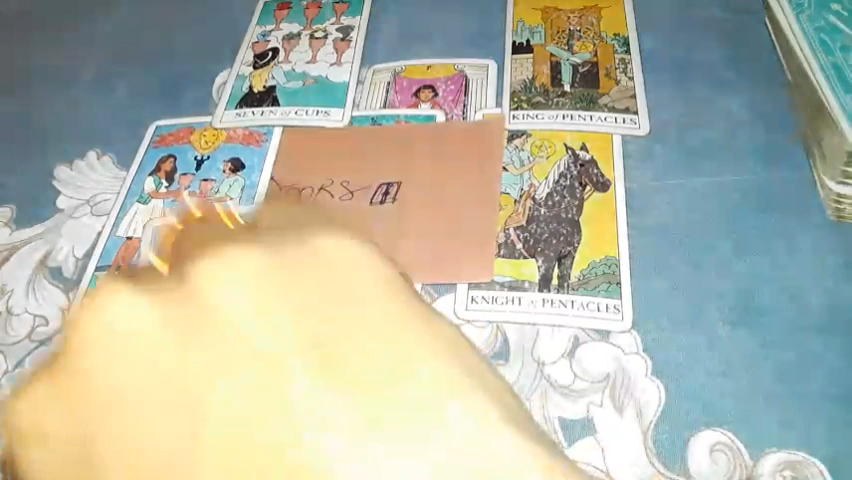 SEVEN of CUPS
KING of PENTACLES
KNIGHT of PENTACLES